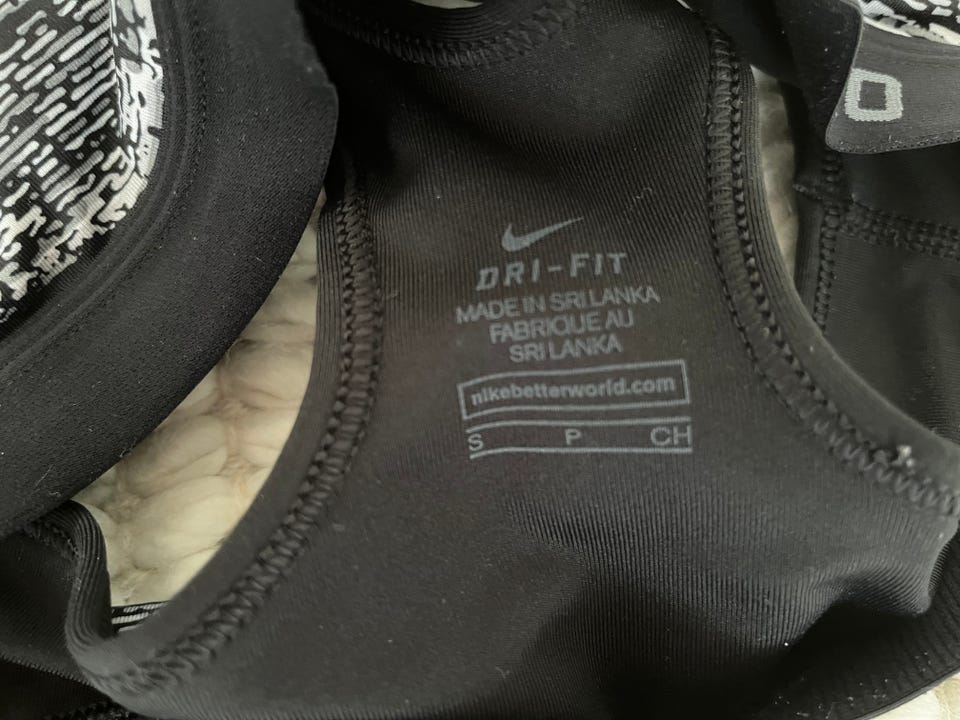 DRI-FIT
MADE IN SRI LANKA
FABRIQUE AU
SRI LANKA
nikebetterworld.com
S P CH